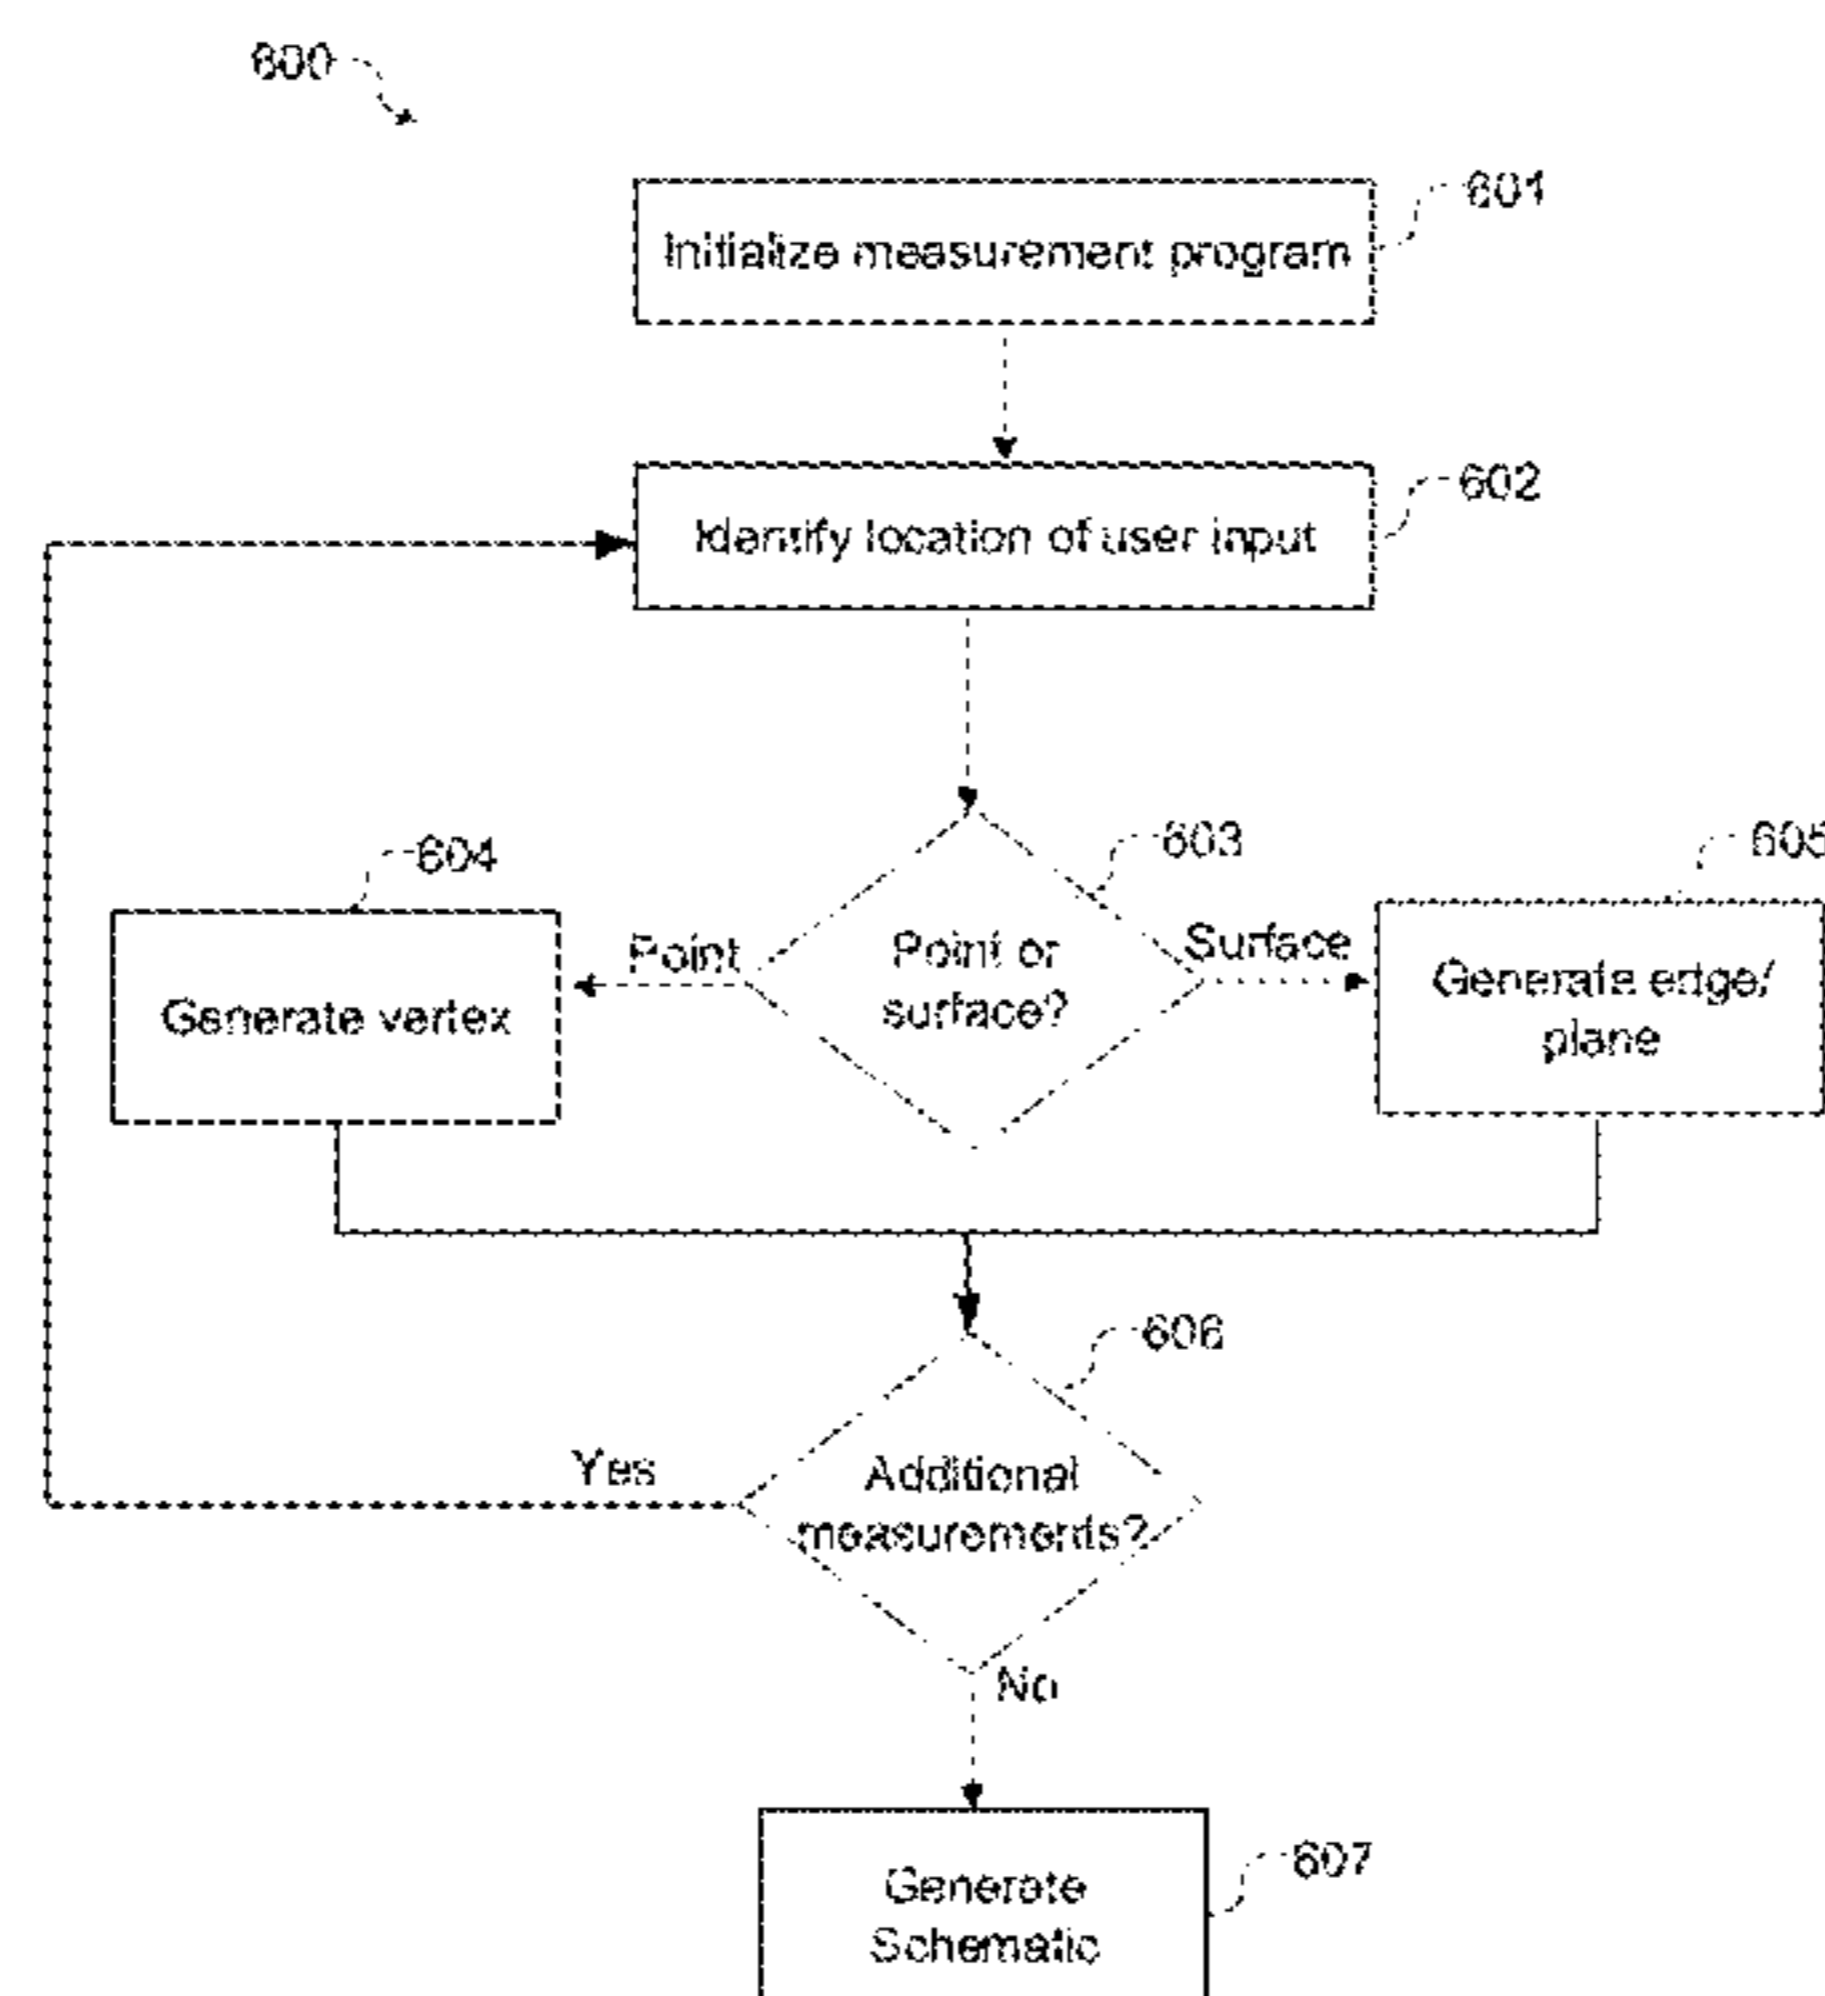 600
601
Initialize measurement program
602
Identify location of user input
603
604
605
Point
Point or
surface?
Surface
Generate vertex
Generate edge/
plane
606
Yes
Additional
measurements?
No
607
Generate
Schematic